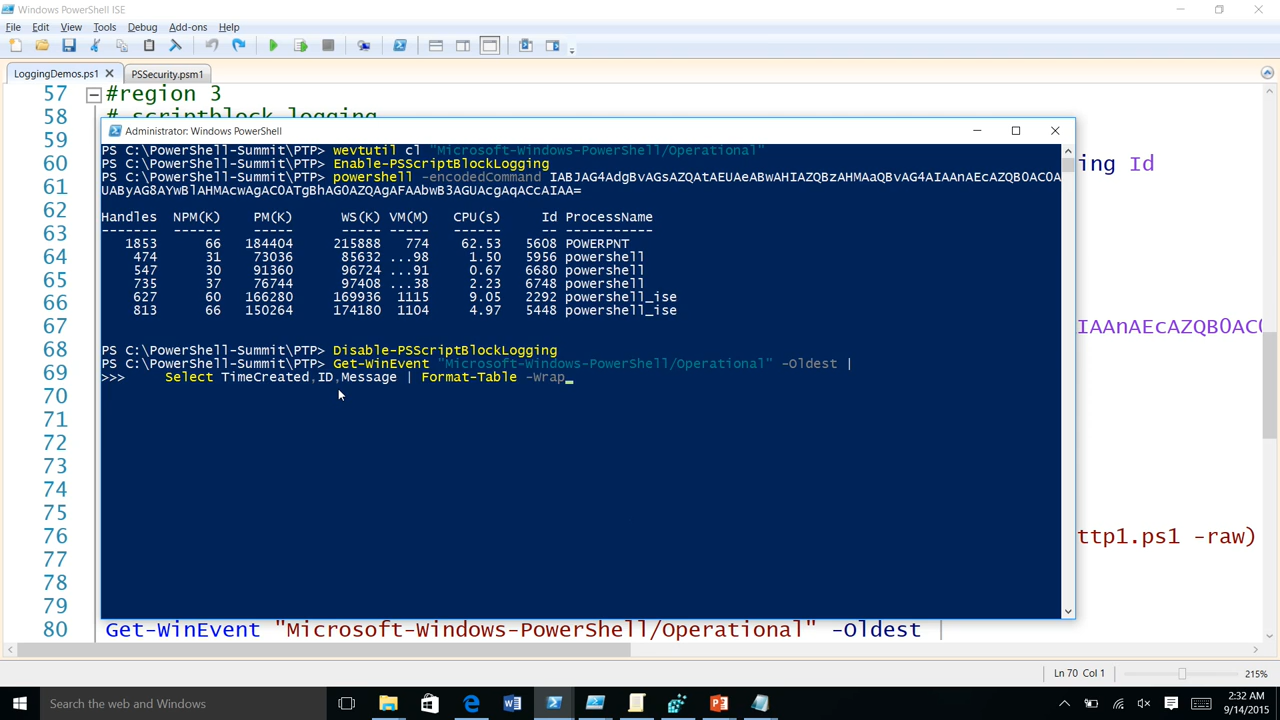 Windows PowerShell ISE
File Edit View Tools Debug Add-ons Help
LoggingDemos.ps1 PSSecurity.psm1
57 #region 3
58 # scriptblock logging
Administrator: Windows PowerShell
59
PS C:\PowerShell-Summit\PTP> wevtutil cl "Microsoft-Windows-PowerShell/Operational"
60 ing Id
PS C:\PowerShell-Summit\PTP> Enable-PSScriptBlockLogging
PS C:\PowerShell-Summit\PTP> powershell -encodedCommand IABJAG4AdgBvAGsAZQAtAEUAeABwAHIAZQBzAHMAaQBvAG4AIAAnAEcAZQB0AC0A
61
UAByAG8AYwBlAHMAcwAgAC0ATgBhAG0AZQAgAFAAbwB3AGUAcgAqACcAIAA=
62
Handles NPM(K) PM(K) WS(K) VM(M) CPU(s) Id ProcessName
------- ------ ----- ----- ----- ------ -- -----------
63
1853 66 184404 215888 774 62.53 5608 POWERPNT
64
474 31 73036 85632 ...98 1.50 5956 powershell
547 30 91360 96724 ...91 0.67 6680 powershell
65
735 37 76744 97408 ...38 2.23 6748 powershell
627 60 166280 169936 1115 9.05 2292 powershell_ise
66
813 66 150264 174180 1104 4.97 5448 powershell_ise
67 IAAnAEcAZQB0AC0
68
PS C:\PowerShell-Summit\PTP> Disable-PSScriptBlockLogging
PS C:\PowerShell-Summit\PTP> Get-WinEvent "Microsoft-Windows-PowerShell/Operational" -Oldest |
69
>>> Select TimeCreated,ID,Message | Format-Table -Wrap_
70
71
72
73
74
75
76 ttp1.ps1 -raw)
77
78
79
80 Get-WinEvent "Microsoft-Windows-PowerShell/Operational" -Oldest |
Ln 70 Col 1 215%
Search the web and Windows
2:32 AM
9/14/2015